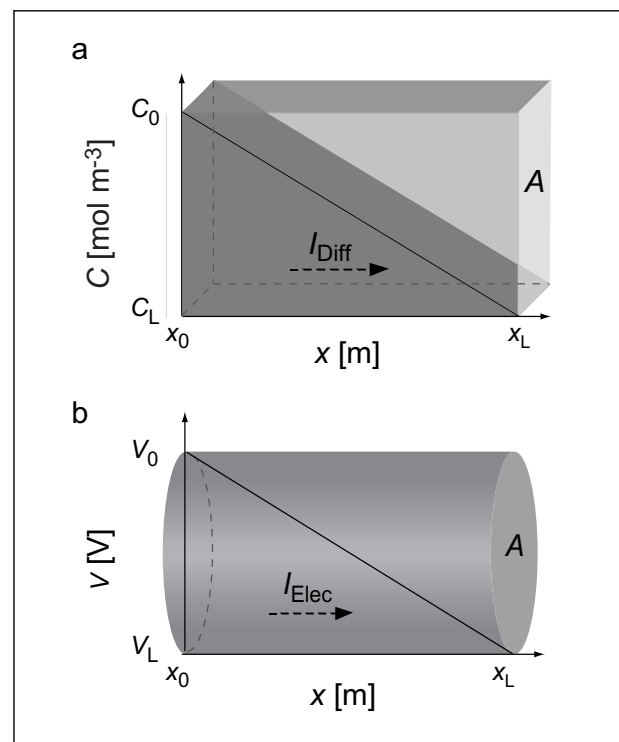 a
C0
C [mol m-3]
A
IDiff
CL
x0
xL
x [m]
b
V0
v [V]
A
IElec
VL
x0
xL
x [m]